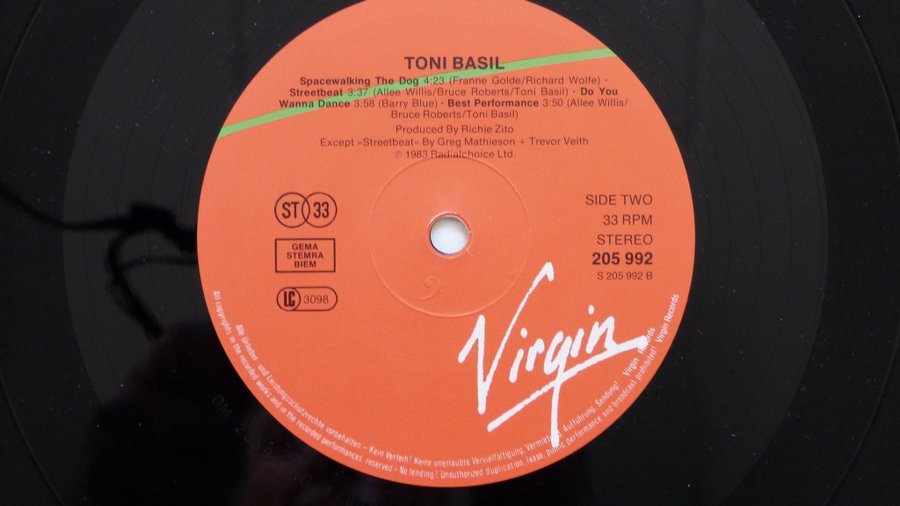 TONI BASIL
Spacewalking The Dog 4:23 (Franne Golde/Richard Wolfe) ·
Streetbeat 3:37 (Allee Willis/Bruce Roberts/Toni Basil) · Do You
Wanna Dance 3:58 (Barry Blue) · Best Performance 3:50 (Allee Willis/
Bruce Roberts/Toni Basil)
Produced By Richie Zito
Except »Streetbeat« By Greg Mathieson + Trevor Veith
℗ 1983 Radialchoice Ltd.
ST 33
GEMA
STEMRA
BIEM
LC 3098
SIDE TWO
33 RPM
STEREO
205 992
S 205 992 B
Virgin
Alle Urheber- und Leistungsschutzrechte vorbehalten – Kein Verleih! Keine unerlaubte Vervielfältigung, Vermiet Aufführung, Sendung! Virgin Records
All copyrights in the recorded works and in the recorded performances reserved – No lending! Unauthorized duplication, lease, public performance and broadcast prohibited! Virgin Records